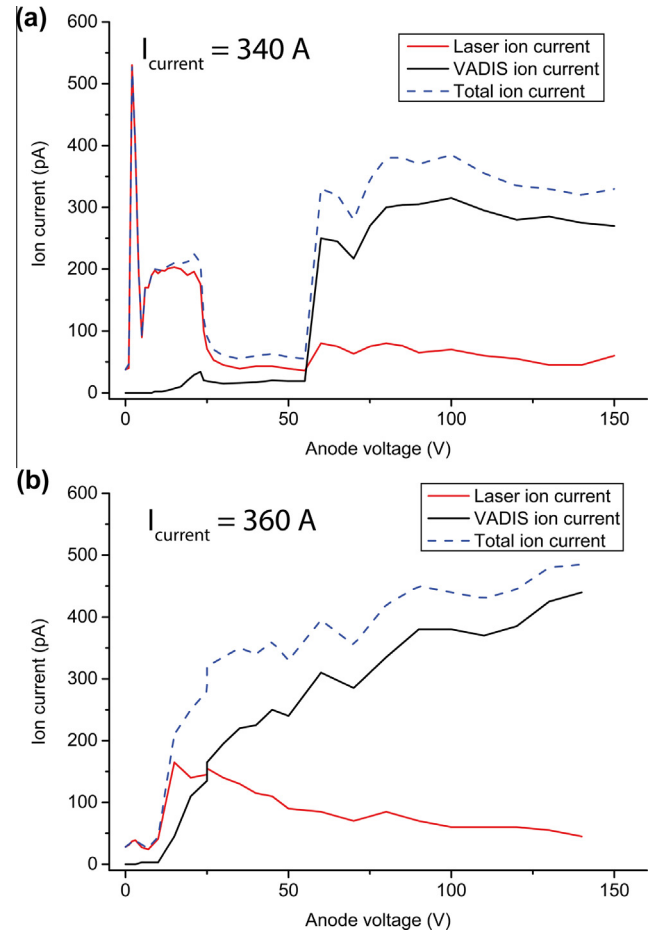 (a)
I current = 340 A
Laser ion current
VADIS ion current
Total ion current
600
500
400
300
200
100
0
Ion current (pA)
0 50 100 150
Anode voltage (V)
(b)
I current = 360 A
Laser ion current
VADIS ion current
Total ion current
600
500
400
300
200
100
0
Ion current (pA)
0 50 100 150
Anode voltage (V)